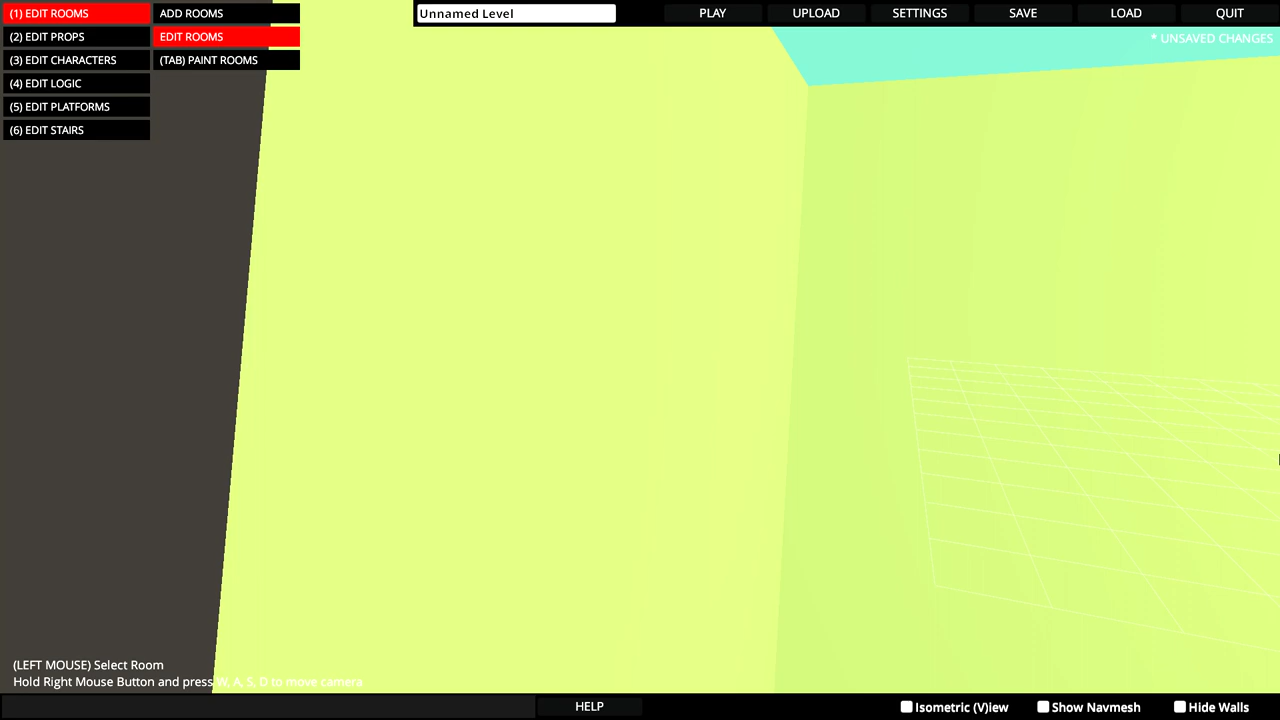 (1) EDIT ROOMS
ADD ROOMS
Unnamed Level
PLAY
UPLOAD
SETTINGS
SAVE
LOAD
QUIT
(2) EDIT PROPS
EDIT ROOMS
* UNSAVED CHANGES
(3) EDIT CHARACTERS
(TAB) PAINT ROOMS
(4) EDIT LOGIC
(5) EDIT PLATFORMS
(6) EDIT STAIRS
(LEFT MOUSE) Select Room
Hold Right Mouse Button and press W, A, S, D to move camera
HELP
Isometric (V)iew
Show Navmesh
Hide Walls